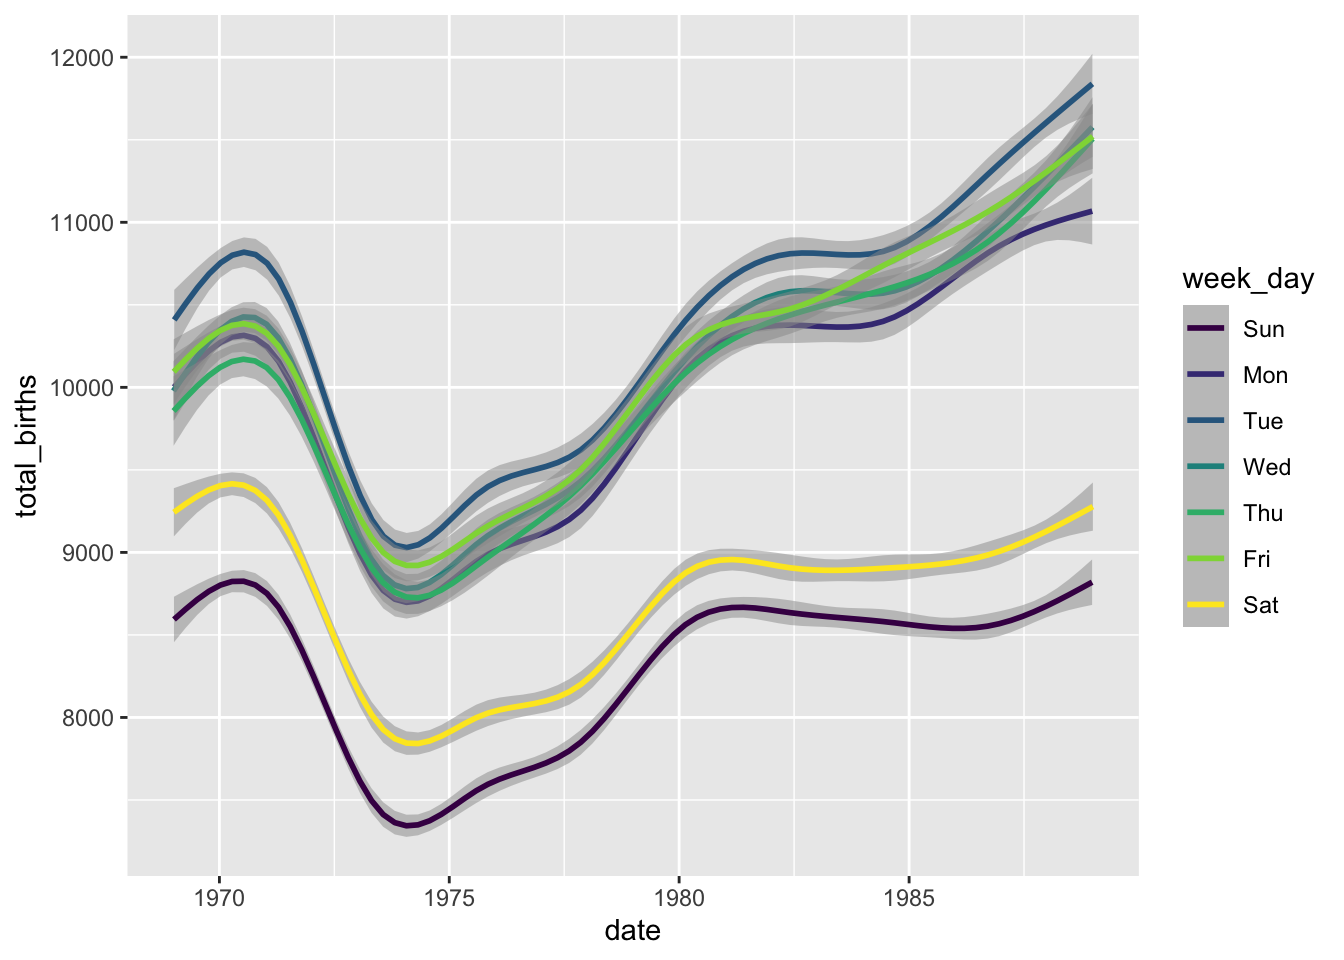 12000
11000
10000
9000
8000
total_births
1970
1975
1980
1985
date
week_day
Sun
Mon
Tue
Wed
Thu
Fri
Sat